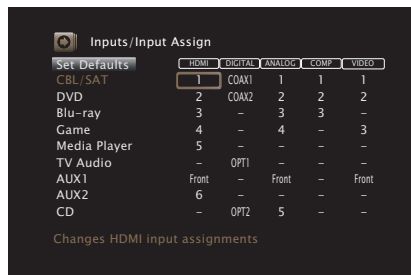 Inputs/Input Assign
Set Defaults HDMI DIGITAL ANALOG COMP VIDEO
CBL/SAT 1 COAX1 1 1 1
DVD 2 COAX2 2 2 2
Blu-ray 3 – 3 3 –
Game 4 – 4 – 3
Media Player 5 – – – –
TV Audio – OPT1 – – –
AUX1 Front – Front – Front
AUX2 6 – – – –
CD – OPT2 5 – –
Changes HDMI input assignments